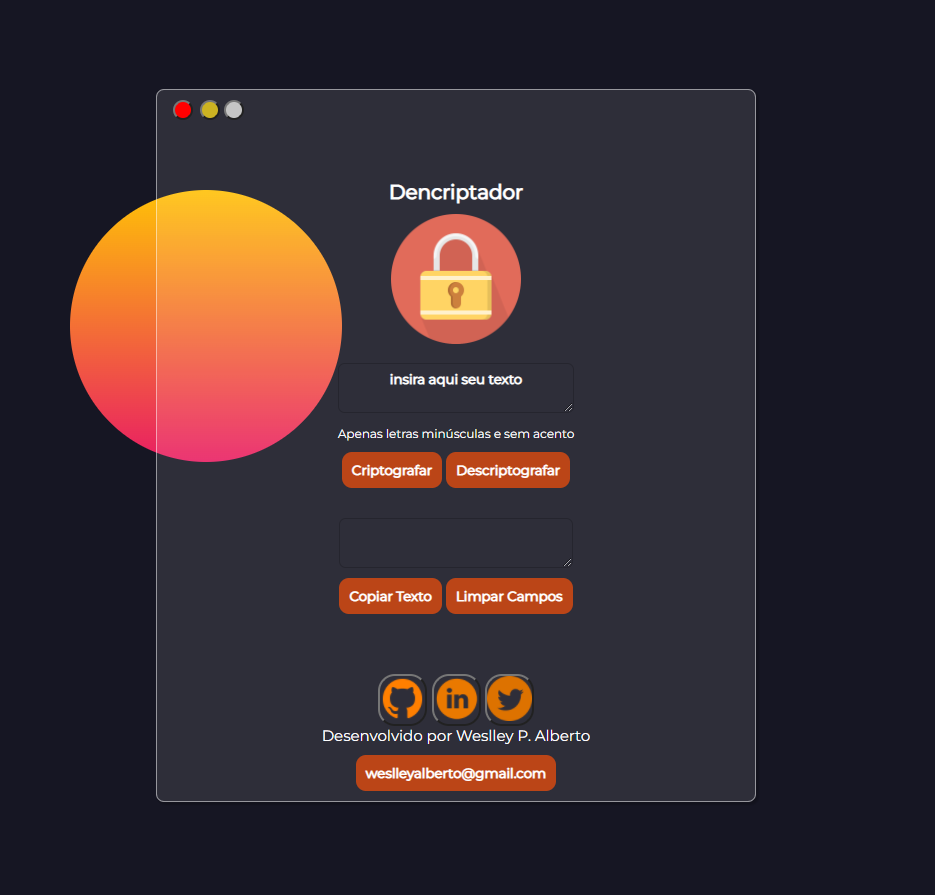 Dencriptador
insira aqui seu texto
Apenas letras minúsculas e sem acento
Criptografar Descriptografar
Copiar Texto Limpar Campos
in
Desenvolvido por Weslley P. Alberto
weslleyalberto@gmail.com